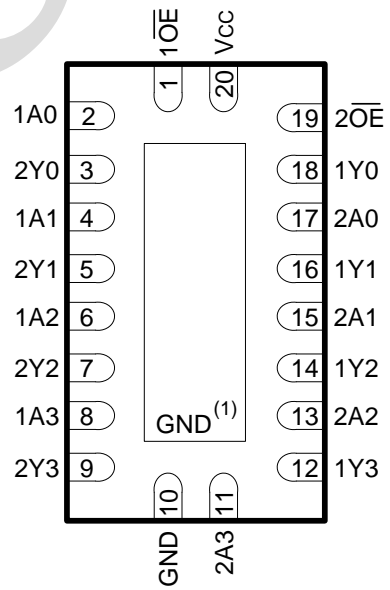 1O̅E̅ Vcc
1 20
1A0 2 19 2O̅E̅
2Y0 3 18 1Y0
1A1 4 17 2A0
2Y1 5 16 1Y1
1A2 6 15 2A1
2Y2 7 14 1Y2
1A3 8 13 2A2
GND(1)
2Y3 9 12 1Y3
10 11
GND 2A3